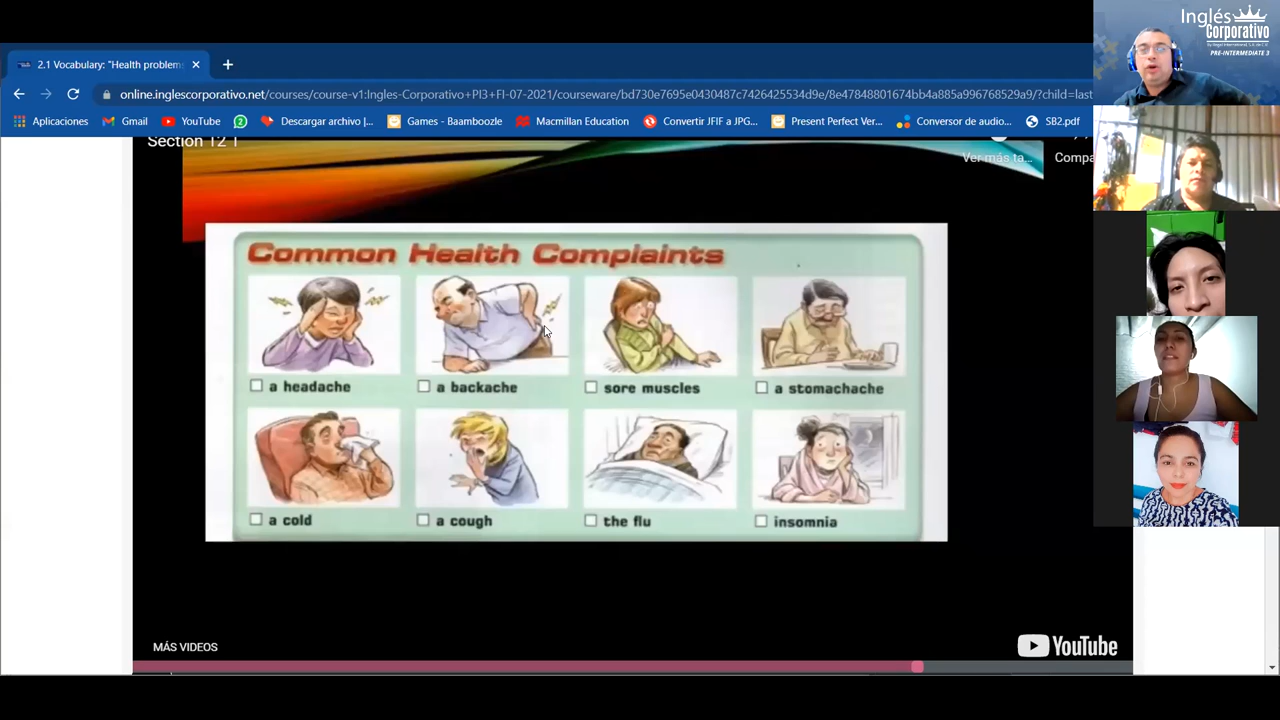 Inglés
Corporativo
PRE-INTERMEDIATE 3
2.1 Vocabulary: "Health problem
online.inglescorporativo.net/courses/course-v1:Ingles-Corporativo+PI3+FI-07-2021/courseware/bd730e7695e0430487c7426425534d9e/8e47848801674bb4a885a996768529a9/?child=last
Aplicaciones Gmail YouTube Descargar archivo |... Games - Baamboozle Macmillan Education Convertir JFIF a JPG... Present Perfect Ver... Conversor de audio... SB2.pdf
Section 12 1
Ver más ta... Compa
Common Health Complaints
a headache a backache sore muscles a stomachache
a cold a cough the flu insomnia
MÁS VIDEOS
YouTube